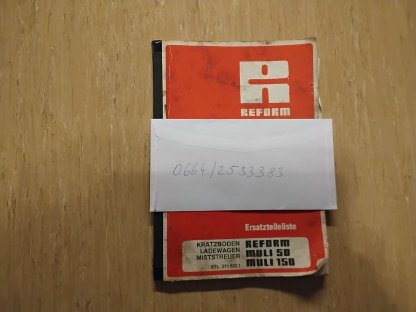 REFORM
0664/2533383
Ersatzteilliste
KRATZBODEN
LADEWAGEN
MISTSTREUER
REFORM
MULI 50
MULI 150